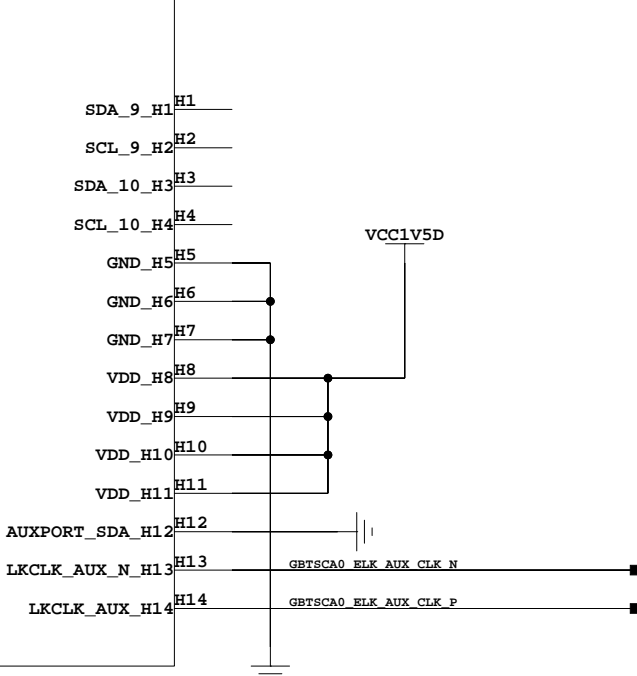 SDA_9_H1 H1
SCL_9_H2 H2
SDA_10_H3 H3
SCL_10_H4 H4
VCC1V5D
GND_H5 H5
GND_H6 H6
GND_H7 H7
VDD_H8 H8
VDD_H9 H9
VDD_H10 H10
VDD_H11 H11
AUXPORT_SDA_H12 H12
LKCLK_AUX_N_H13 H13 GBTSCA0_ELK_AUX_CLK_N
LKCLK_AUX_H14 H14 GBTSCA0_ELK_AUX_CLK_P